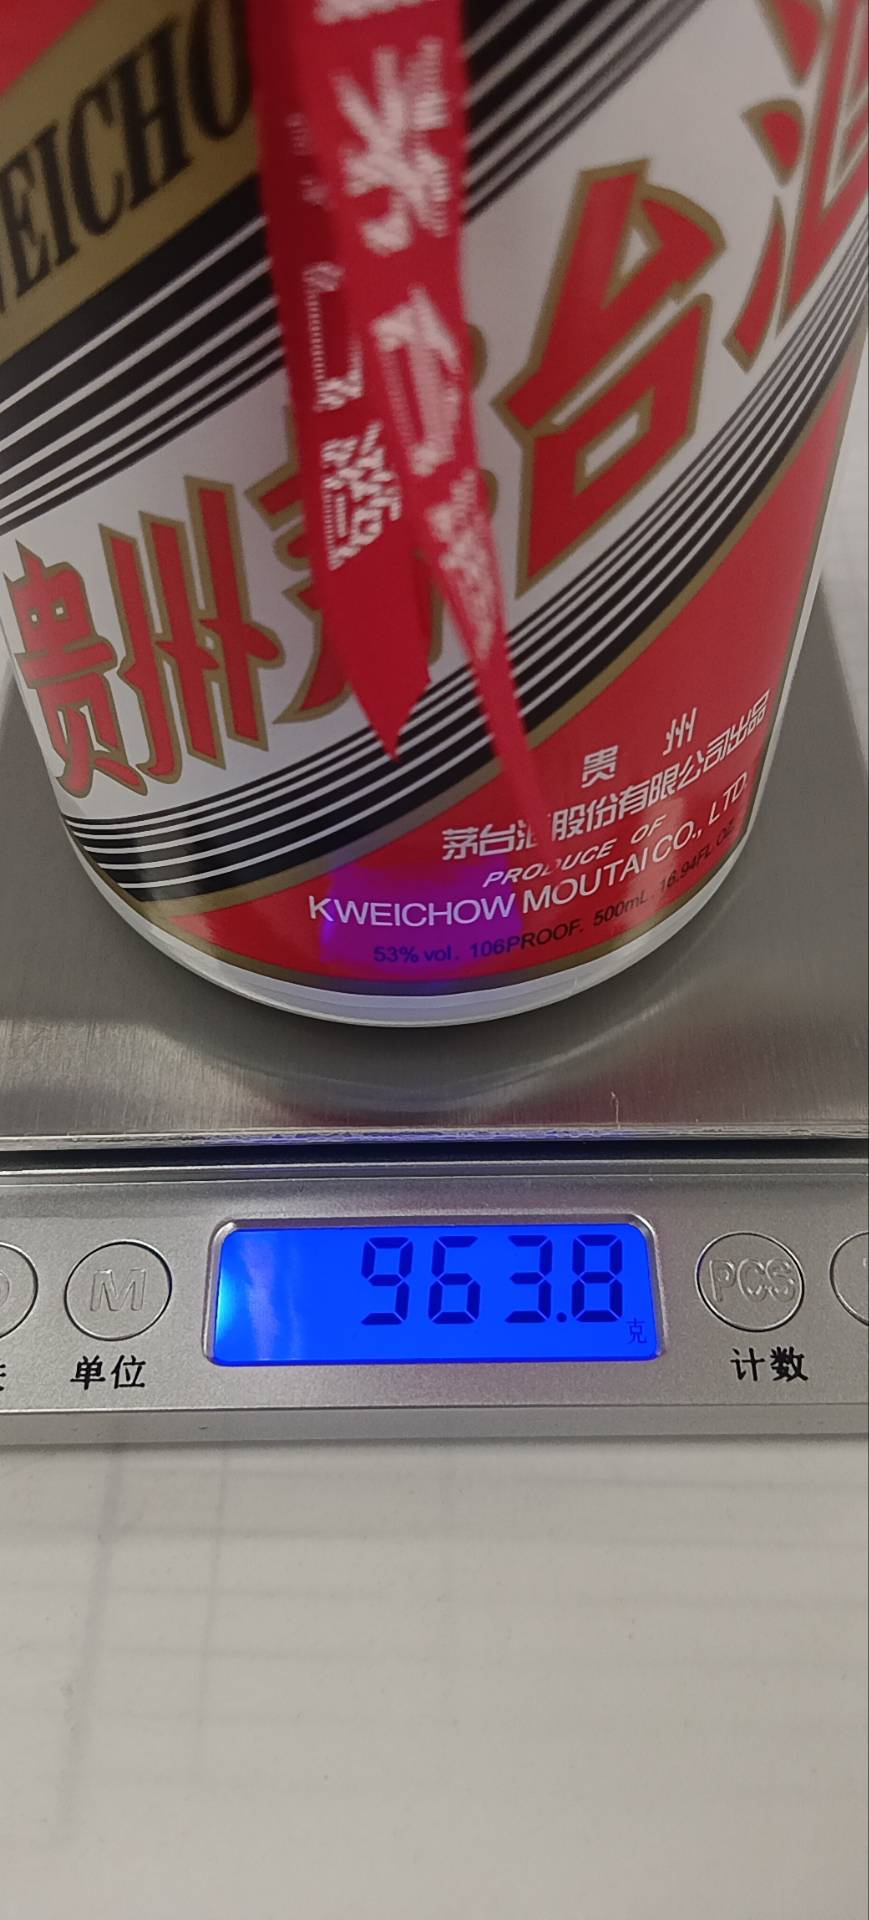 WEICHO
贵州茅台酒
贵 州
茅台酒股份有限公司出品
PRODUCE OF
KWEICHOW MOUTAI CO., LTD.
53% vol. 106PROOF. 500mL. 16.94FL.OZ.
963.8
克
M
PCS
单位
计数